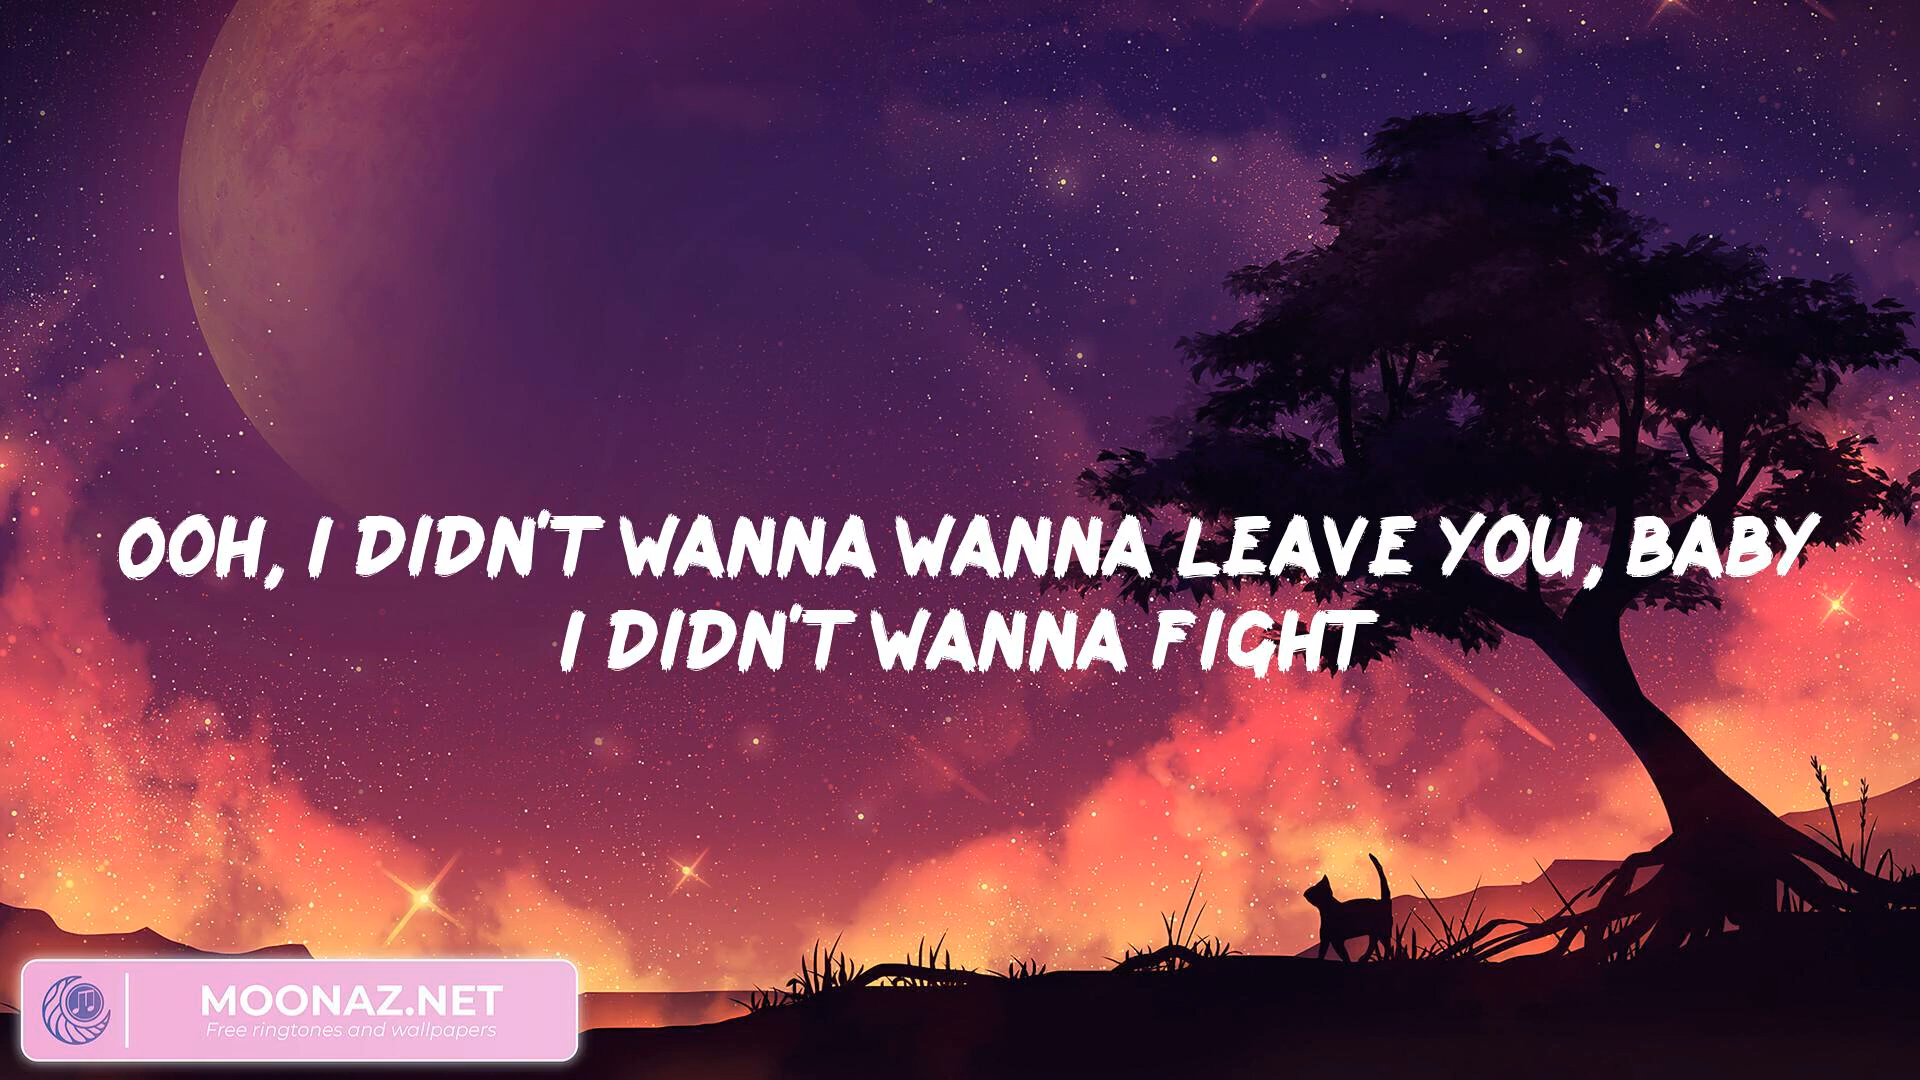 OOH, I DIDN'T WANNA WANNA LEAVE YOU, BABY
I DIDN'T WANNA FIGHT
MOONAZ.NET
Free ringtones and wallpapers